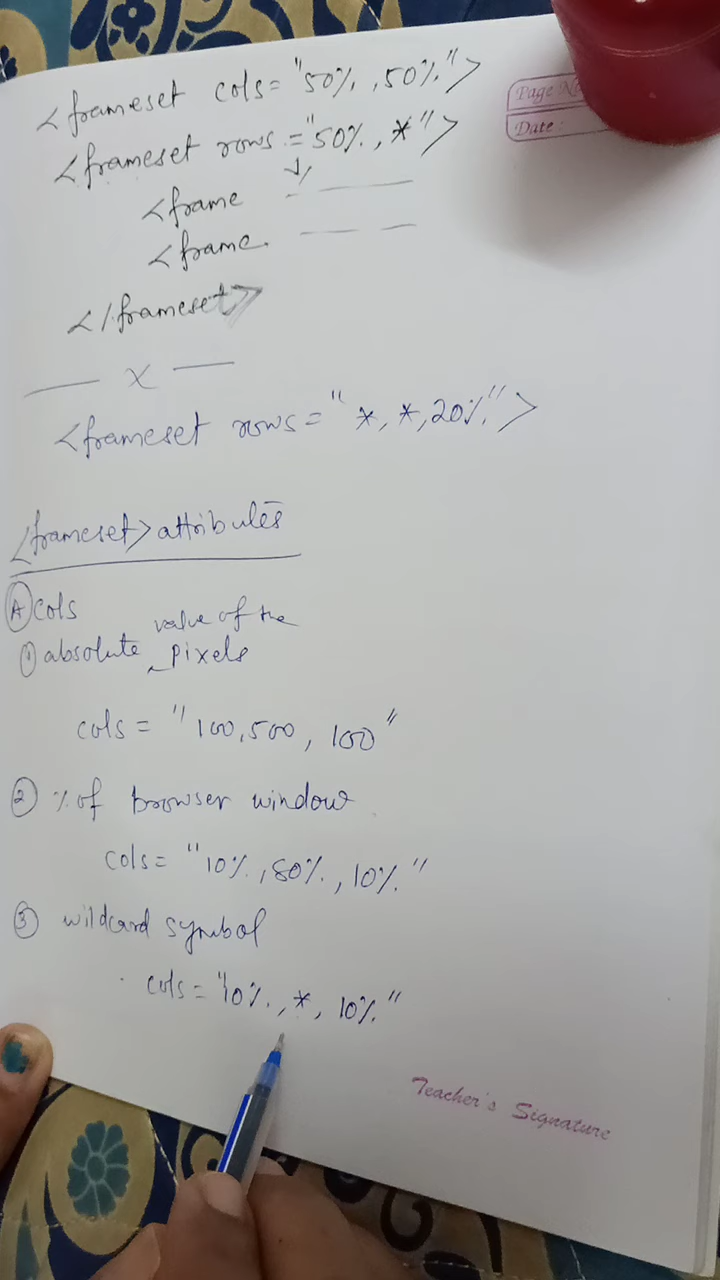 <frameset cols="50%,50%">
Page No
Date:
<frameset rows="50%,*">
<frame
<frame.
</frameset>
— X —
<frameset rows="*,*,20%">
<frameset> attributes
(A) cols
(1) absolute value of the pixels
cols="100,500,100"
(2) % of browser window
cols="10%,80%,10%"
(3) wildcard symbol
cols="10%,*,10%"
Teacher's Signature